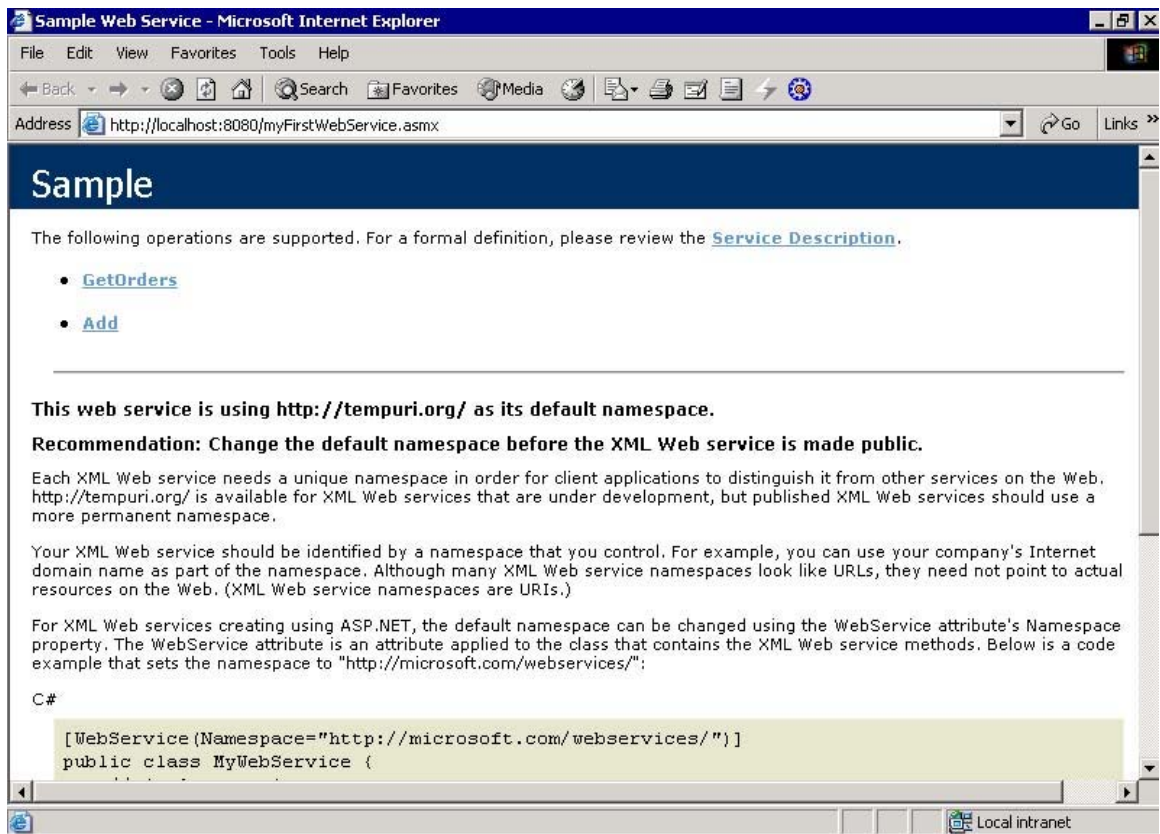 Sample Web Service - Microsoft Internet Explorer
File Edit View Favorites Tools Help
Back Search Favorites Media
Address http://localhost:8080/myFirstWebService.asmx Go Links »
Sample
The following operations are supported. For a formal definition, please review the Service Description.
• GetOrders
• Add
This web service is using http://tempuri.org/ as its default namespace.
Recommendation: Change the default namespace before the XML Web service is made public.
Each XML Web service needs a unique namespace in order for client applications to distinguish it from other services on the Web.
http://tempuri.org/ is available for XML Web services that are under development, but published XML Web services should use a
more permanent namespace.
Your XML Web service should be identified by a namespace that you control. For example, you can use your company's Internet
domain name as part of the namespace. Although many XML Web service namespaces look like URLs, they need not point to actual
resources on the Web. (XML Web service namespaces are URIs.)
For XML Web services creating using ASP.NET, the default namespace can be changed using the WebService attribute's Namespace
property. The WebService attribute is an attribute applied to the class that contains the XML Web service methods. Below is a code
example that sets the namespace to "http://microsoft.com/webservices/":
C#
[WebService(Namespace="http://microsoft.com/webservices/")]
public class MyWebService {
Local intranet